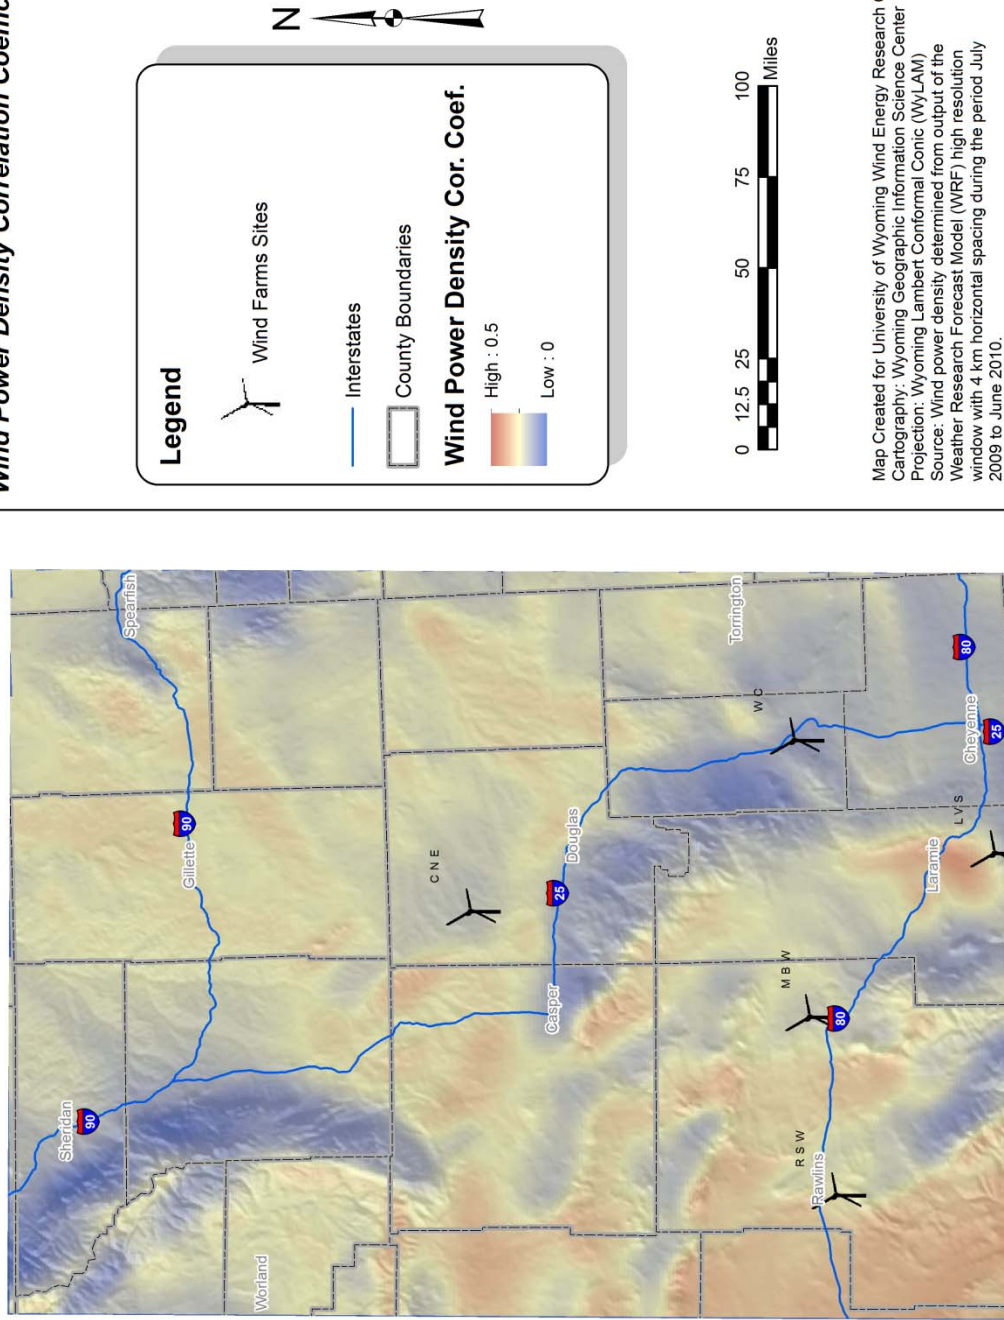 Wind Power Density Correlation
N
Legend
Wind Farms Sites
Interstates
County Boundaries
Wind Power Density Cor. Coef.
High : 0.5
Low : 0
0 12.5 25 50 75 100
Miles
Map Created for University of Wyoming Wind Energy Research
Cartography: Wyoming Geographic Information Science Center
Projection: Wyoming Lambert Conformal Conic (WyLAM)
Source: Wind power density determined from output of the
Weather Research Forecast Model (WRF) high resolution
window with 4 km horizontal spacing during the period July
2009 to June 2010.
Sheridan
90
Spearfish
Gillette
90
Worland
CNE
Casper
25
Douglas
Torrington
WC
MBW
RSW
Rawlins
80
Laramie
LVS
Cheyenne
80
25